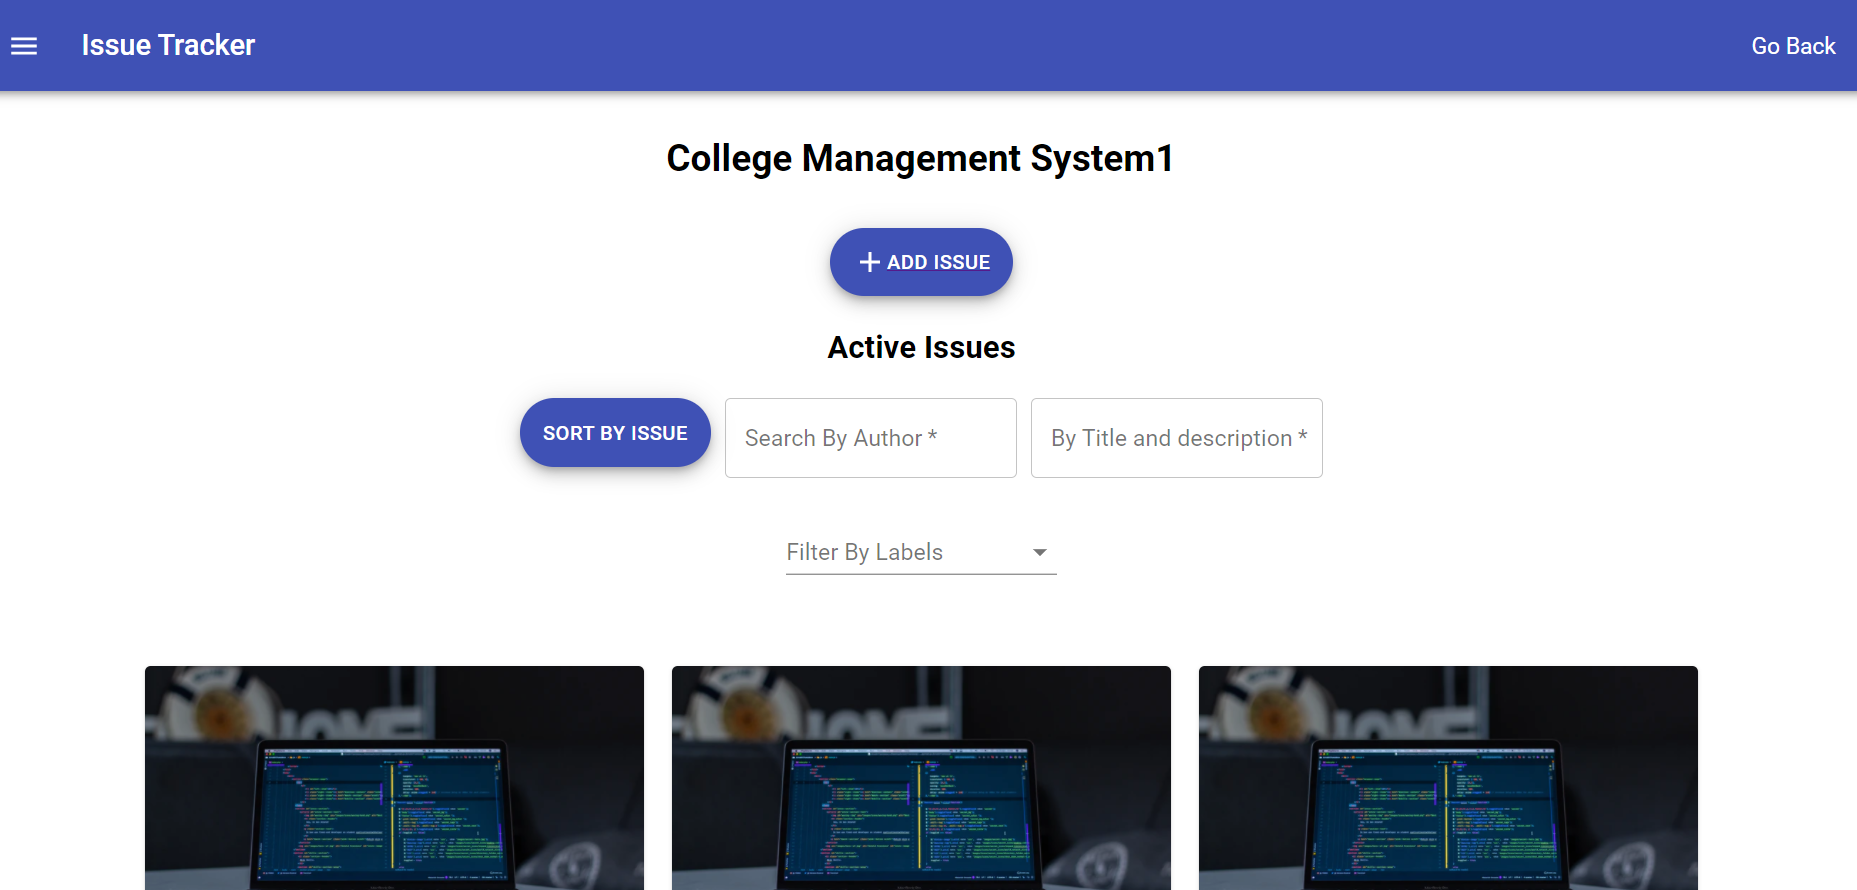 Issue Tracker
Go Back
College Management System1
ADD ISSUE
Active Issues
SORT BY ISSUE
Search By Author *
By Title and description *
Filter By Labels